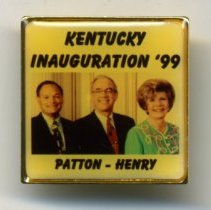 KENTUCKY
INAUGURATION '99
PATTON - HENRY